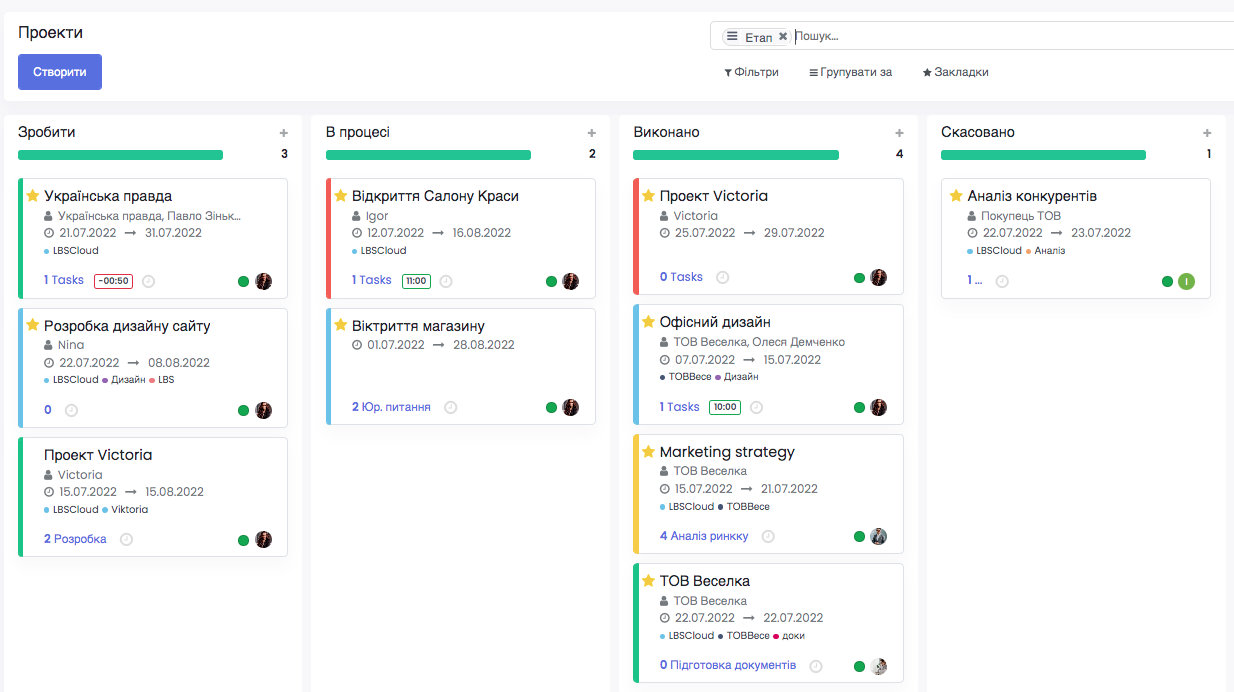 Проекти
Створити
Етап Пошук...
Фільтри Групувати за Закладки
Зробити
3
Українська правда
Українська правда, Павло Зіньк...
21.07.2022 → 31.07.2022
LBSCloud
1 Tasks -00:50
Розробка дизайну сайту
Nina
22.07.2022 → 08.08.2022
LBSCloud Дизайн LBS
0
Проект Victoria
Victoria
15.07.2022 → 15.08.2022
LBSCloud Viktoria
2 Розробка
В процесі
2
Відкриття Салону Краси
Igor
12.07.2022 → 16.08.2022
LBSCloud
1 Tasks 11:00
Віктриття магазину
01.07.2022 → 28.08.2022
2 Юр. питання
Виконано
4
Проект Victoria
Victoria
25.07.2022 → 29.07.2022
0 Tasks
Офісний дизайн
ТОВ Веселка, Олеся Демченко
07.07.2022 → 15.07.2022
ТОВВесе Дизайн
1 Tasks 10:00
Marketing strategy
ТОВ Веселка
15.07.2022 → 21.07.2022
LBSCloud ТОВВесе
4 Аналіз ринкку
ТОВ Веселка
ТОВ Веселка
22.07.2022 → 22.07.2022
LBSCloud ТОВВесе доки
0 Підготовка документів
Скасовано
1
Аналіз конкурентів
Покупець ТОВ
22.07.2022 → 23.07.2022
LBSCloud Аналіз
1 ...
I